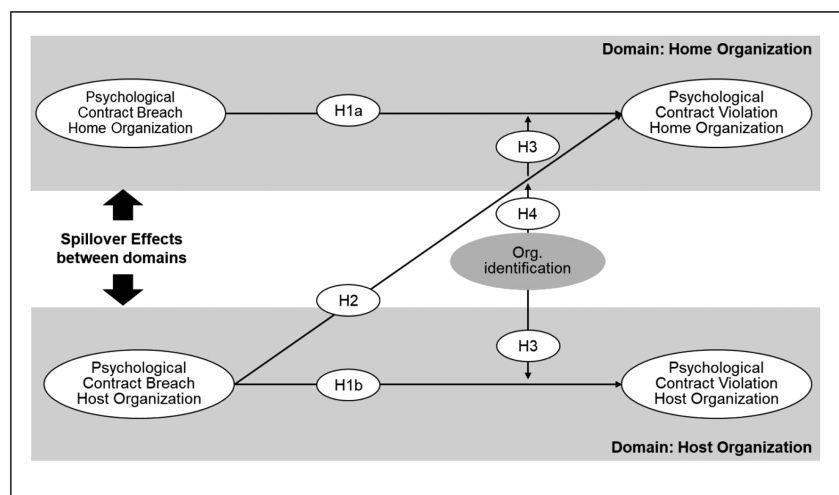 Domain: Home Organization
Psychological
Contract Breach
Home Organization
H1a
Psychological
Contract Violation
Home Organization
H3
H4
Spillover Effects
between domains
Org.
identification
H2
H3
Psychological
Contract Breach
Host Organization
H1b
Psychological
Contract Violation
Host Organization
Domain: Host Organization